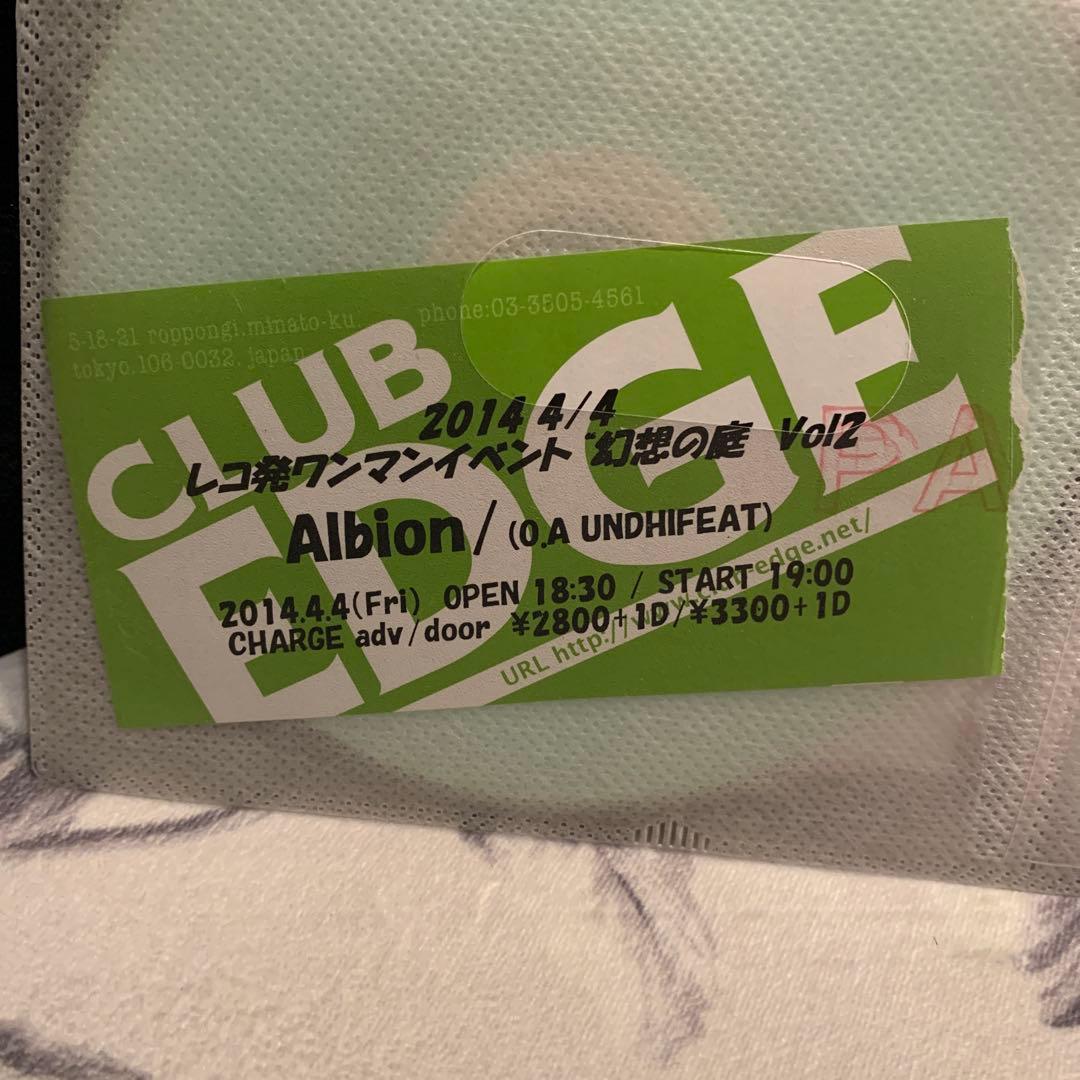 5-18-21 roppongi.minato-ku.
tokyo.106-0032. japan
phone:03-3505-4561
CLUB
EDGE
2014 4/4
レコ発ワンマンイベント“幻想の庭 Vol2
Albion/ (O.A UNDHIFEAT)
2014.4.4(Fri) OPEN 18:30 / START 19:00
CHARGE adv/door ¥2800+1D/¥3300+1D
URL http://
edge.net/
PA